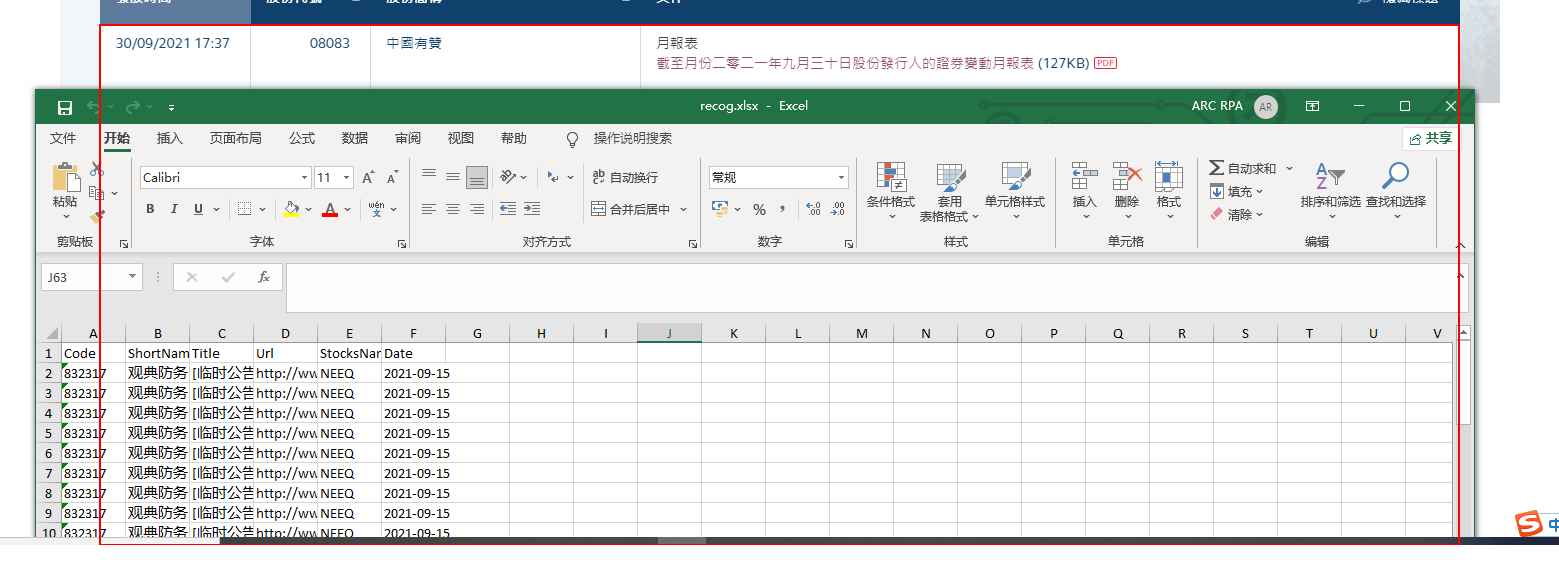 30/09/2021 17:37 08083 中國有贊 月報表
截至月份二零二一年九月三十日股份發行人的證券變動月報表 (127KB) PDF
recog.xlsx - Excel ARC RPA AR
文件 开始 插入 页面布局 公式 数据 审阅 视图 帮助 操作说明搜索 共享
粘贴
剪贴板
Calibri 11 A A
B I U A wén 文
字体
ab 自动换行
合并后居中
对齐方式
常规
% , .00 .00
数字
条件格式 套用 表格格式 单元格样式
样式
插入 删除 格式
单元格
自动求和
填充
清除
排序和筛选 查找和选择
编辑
J63 fx
A B C D E F G H I J K L M N O P Q R S T U V
1 Code ShortNam Title Url StocksNar Date
2 832317 观典防务 [临时公告 http://ww NEEQ 2021-09-15
3 832317 观典防务 [临时公告 http://ww NEEQ 2021-09-15
4 832317 观典防务 [临时公告 http://ww NEEQ 2021-09-15
5 832317 观典防务 [临时公告 http://ww NEEQ 2021-09-15
6 832317 观典防务 [临时公告 http://ww NEEQ 2021-09-15
7 832317 观典防务 [临时公告 http://ww NEEQ 2021-09-15
8 832317 观典防务 [临时公告 http://ww NEEQ 2021-09-15
9 832317 观典防务 [临时公告 http://ww NEEQ 2021-09-15
10 832317 观典防务 [临时公告 http://ww NEEQ 2021-09-15
S 中